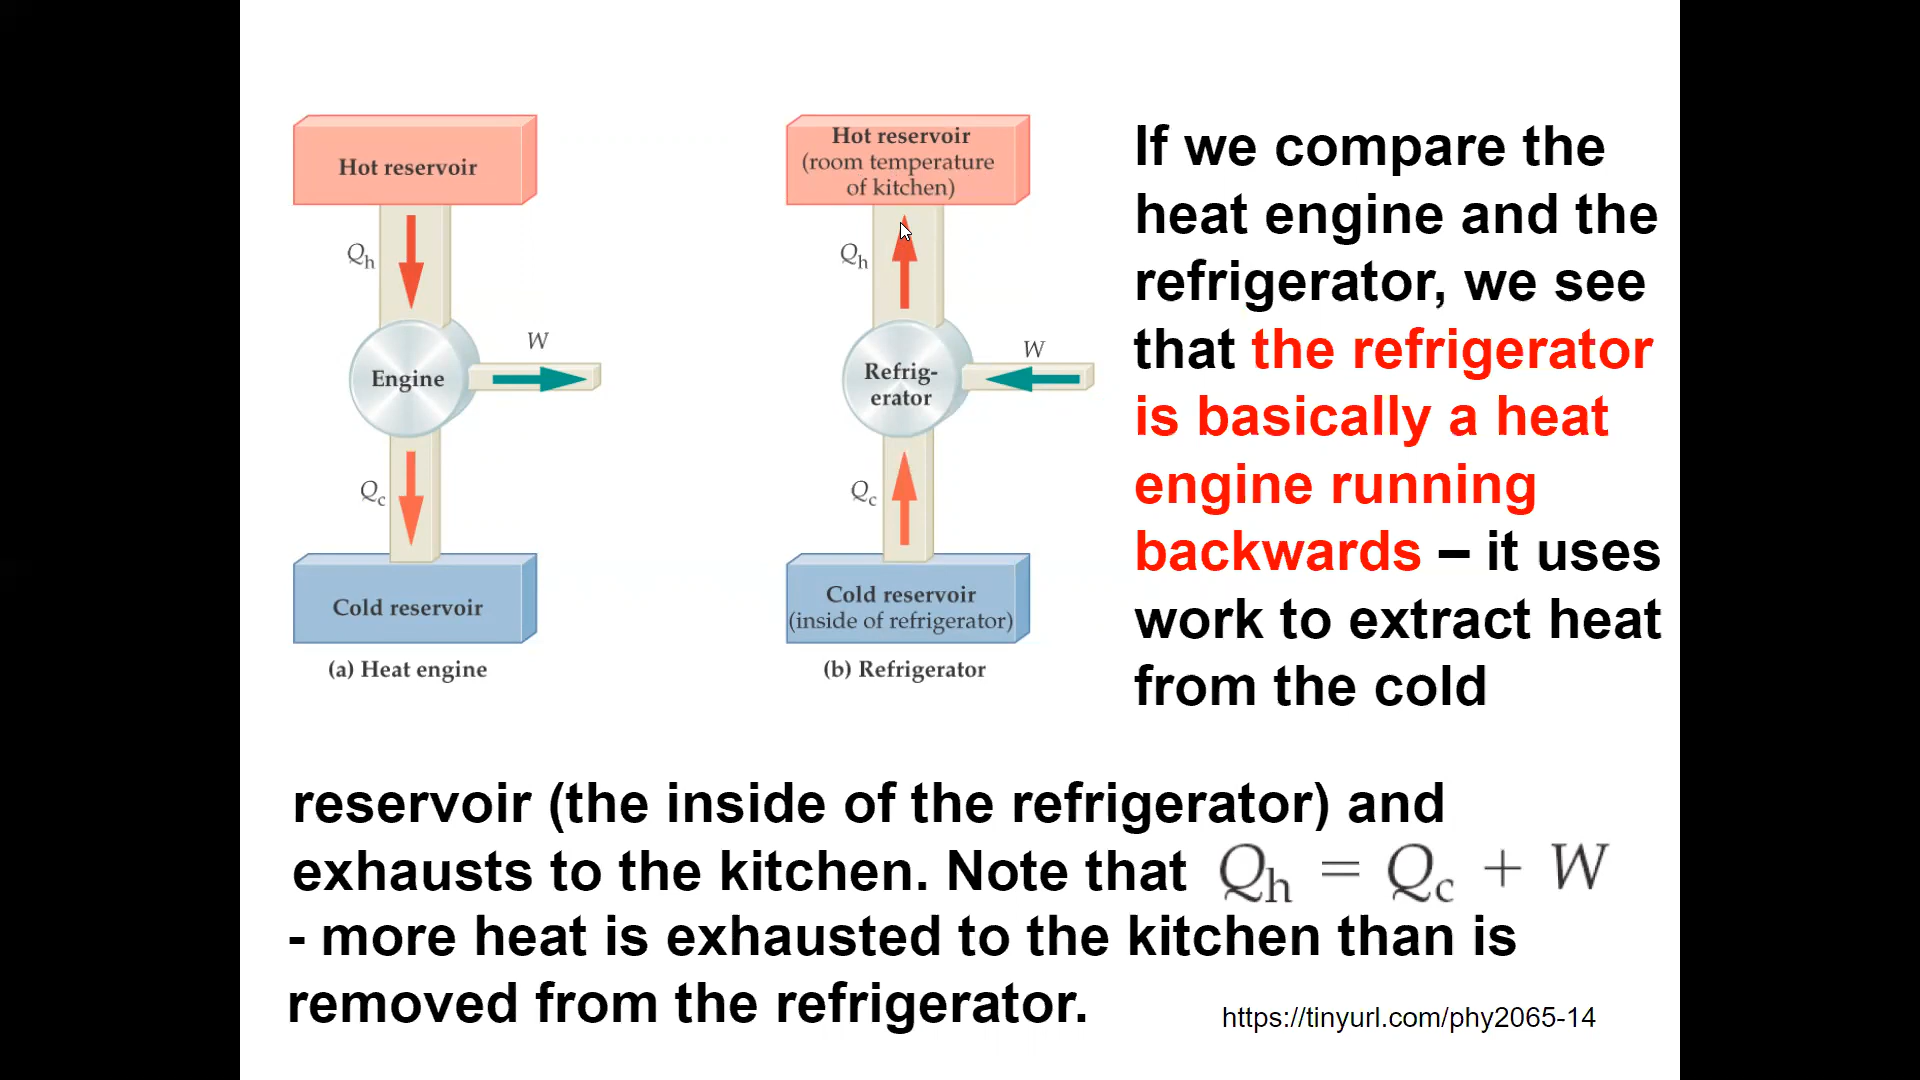 Hot reservoir
Qh
W
Engine
Qc
Cold reservoir
(a) Heat engine
Hot reservoir
(room temperature
of kitchen)
Qh
W
Refrig-
erator
Qc
Cold reservoir
(inside of refrigerator)
(b) Refrigerator
If we compare the
heat engine and the
refrigerator, we see
that the refrigerator
is basically a heat
engine running
backwards – it uses
work to extract heat
from the cold
reservoir (the inside of the refrigerator) and
exhausts to the kitchen. Note that Qh = Qc + W
- more heat is exhausted to the kitchen than is
removed from the refrigerator.
https://tinyurl.com/phy2065-14